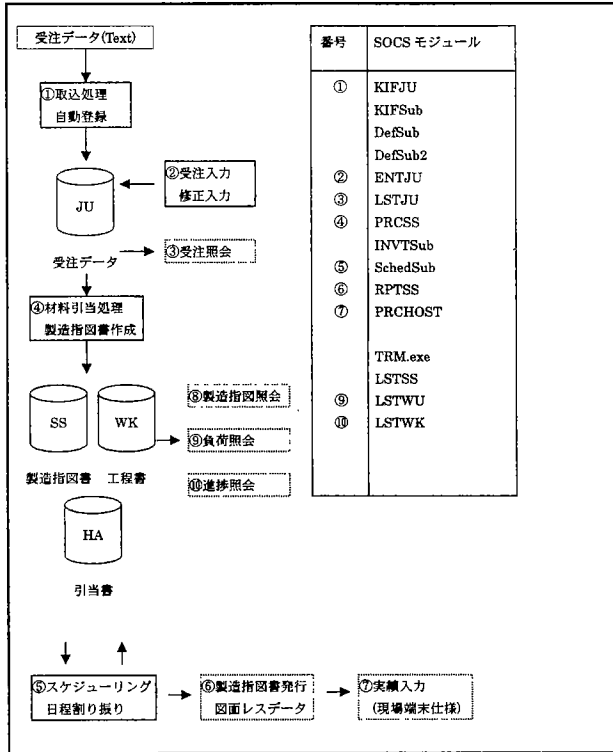 受注データ(Text)
①取込処理
自動登録
JU
②受注入力
修正入力
受注データ
③受注照会
④材料引当処理
製造指図書作成
SS
WK
⑧製造指図照会
⑨負荷照会
製造指図書 工程書
⑩進捗照会
HA
引当書
⑤スケジューリング
日程割り振り
⑥製造指図書発行
図面レスデータ
⑦実績入力
(現場端末仕様)
番号 SOCS モジュール
① KIFJU
KIFSub
DefSub
DefSub2
② ENTJU
③ LSTJU
④ PRCSS
INVTSub
⑤ SchedSub
⑥ RPTSS
⑦ PRCHOST
TRM.exe
LSTSS
⑨ LSTWU
⑩ LSTWK